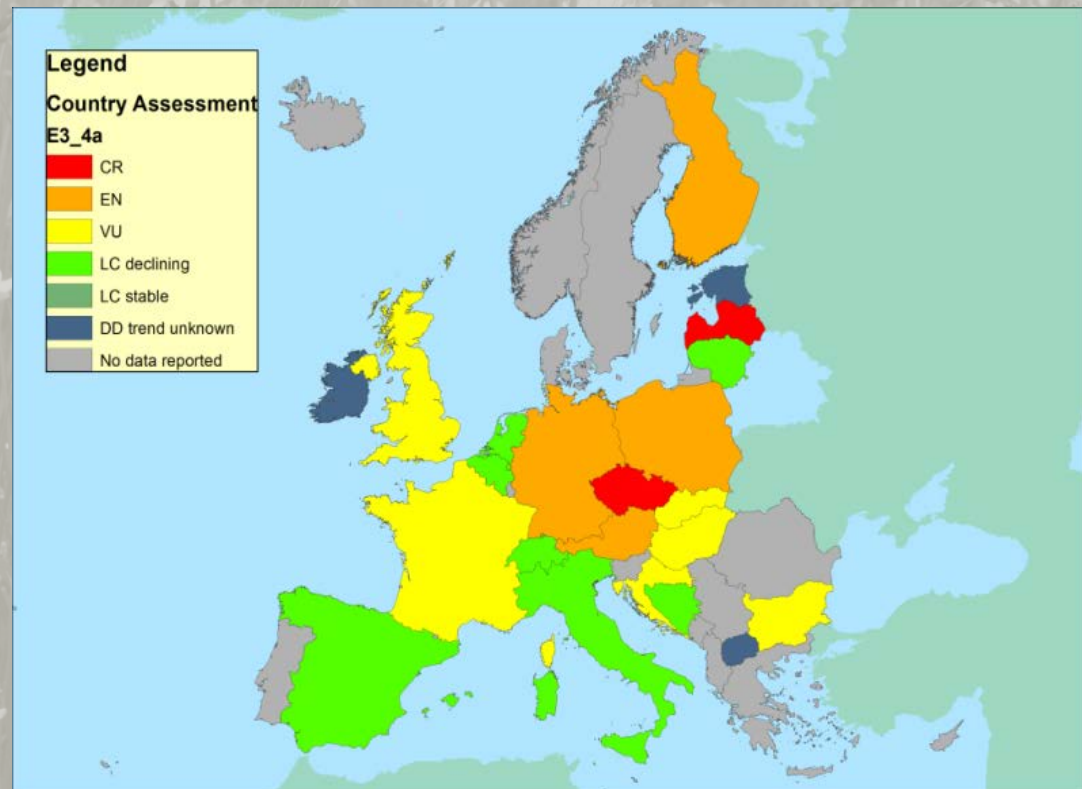 Legend
Country Assessment
E3_4a
CR
EN
VU
LC declining
LC stable
DD trend unknown
No data reported